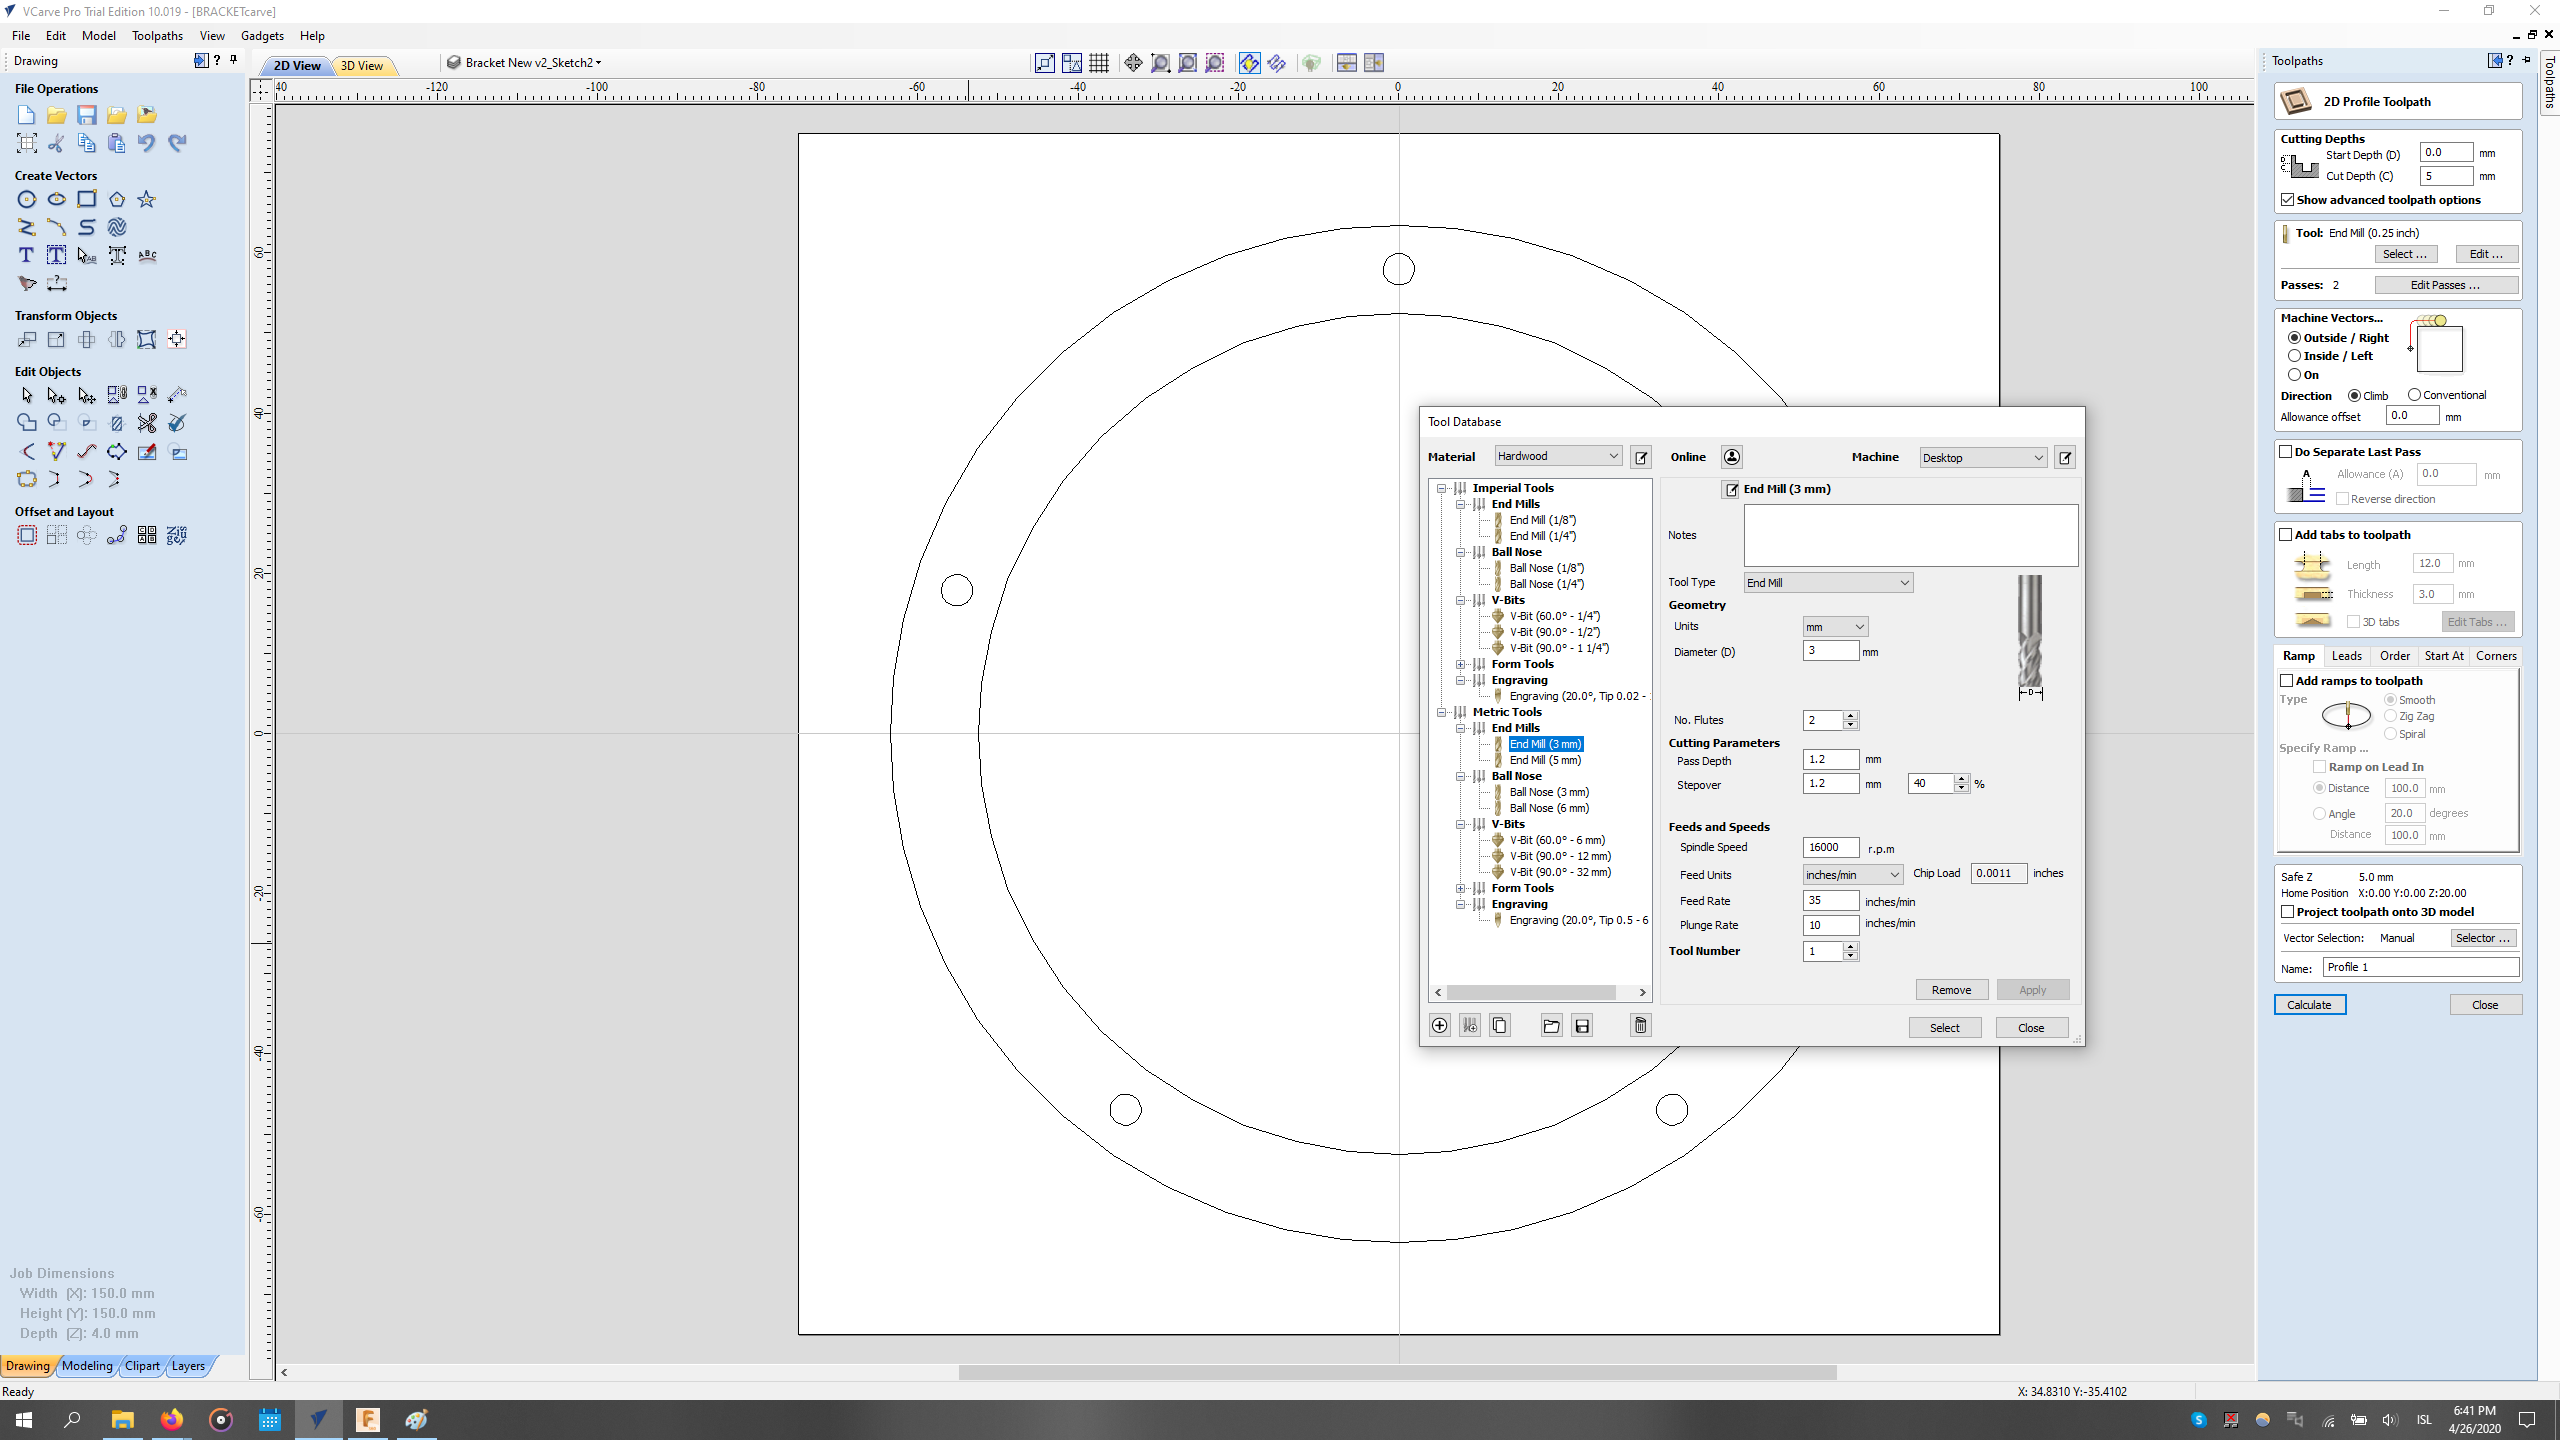 VCarve Pro Trial Edition 10.019 - [BRACKETcarve]
File Edit Model Toolpaths View Gadgets Help
Drawing
2D View 3D View Bracket New v2_Sketch2
File Operations
Create Vectors
Transform Objects
Edit Objects
Offset and Layout
Job Dimensions
Width (X): 150.0 mm
Height (Y): 150.0 mm
Depth (Z): 4.0 mm
Drawing Modeling Clipart Layers
Ready
X: 34.8310 Y:-35.4102
40 -120 -100 -80 -60 -40 -20 0 20 40 60 80 100
60
40
20
0
-20
-40
-60
Tool Database
Material Hardwood Online Machine Desktop
Imperial Tools
End Mills
End Mill (1/8")
End Mill (1/4")
Ball Nose
Ball Nose (1/8")
Ball Nose (1/4")
V-Bits
V-Bit (60.0° - 1/4")
V-Bit (90.0° - 1/2")
V-Bit (90.0° - 1 1/4")
Form Tools
Engraving
Engraving (20.0°, Tip 0.02 -
Metric Tools
End Mills
End Mill (3 mm)
End Mill (5 mm)
Ball Nose
Ball Nose (3 mm)
Ball Nose (6 mm)
V-Bits
V-Bit (60.0° - 6 mm)
V-Bit (90.0° - 12 mm)
V-Bit (90.0° - 32 mm)
Form Tools
Engraving
Engraving (20.0°, Tip 0.5 - 6
End Mill (3 mm)
Notes
Tool Type End Mill
Geometry
Units mm
Diameter (D) 3 mm
D
No. Flutes 2
Cutting Parameters
Pass Depth 1.2 mm
Stepover 1.2 mm 40 %
Feeds and Speeds
Spindle Speed 16000 r.p.m
Feed Units inches/min Chip Load 0.0011 inches
Feed Rate 35 inches/min
Plunge Rate 10 inches/min
Tool Number 1
Remove Apply
Select Close
Toolpaths
Toolpaths
2D Profile Toolpath
Cutting Depths
Start Depth (D) 0.0 mm
Cut Depth (C) 5 mm
Show advanced toolpath options
Tool: End Mill (0.25 inch)
Select ... Edit ...
Passes: 2 Edit Passes ...
Machine Vectors...
Outside / Right
Inside / Left
On
Direction Climb Conventional
Allowance offset 0.0 mm
Do Separate Last Pass
A Allowance (A) 0.0 mm
Reverse direction
Add tabs to toolpath
Length 12.0 mm
Thickness 3.0 mm
3D tabs Edit Tabs ...
Ramp Leads Order Start At Corners
Add ramps to toolpath
Type Smooth
Zig Zag
Spiral
Specify Ramp ...
Ramp on Lead In
Distance 100.0 mm
Angle 20.0 degrees
Distance 100.0 mm
Safe Z 5.0 mm
Home Position X:0.00 Y:0.00 Z:20.00
Project toolpath onto 3D model
Vector Selection: Manual Selector ...
Name: Profile 1
Calculate Close
ISL
6:41 PM
4/26/2020